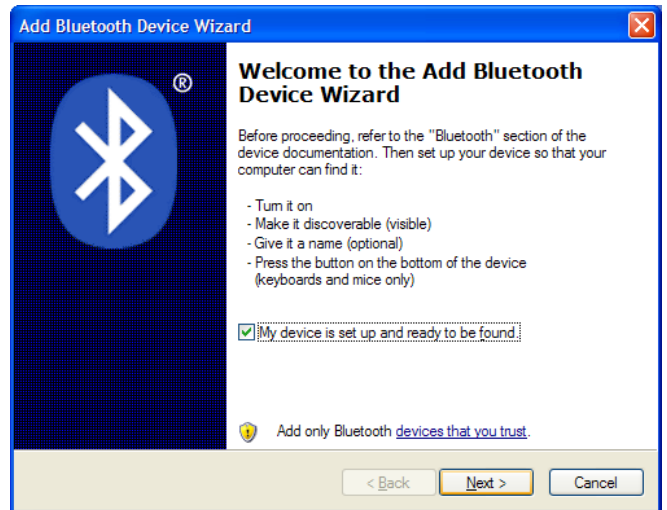 Add Bluetooth Device Wizard
®
Welcome to the Add Bluetooth
Device Wizard
Before proceeding, refer to the "Bluetooth" section of the
device documentation. Then set up your device so that your
computer can find it:
- Turn it on
- Make it discoverable (visible)
- Give it a name (optional)
- Press the button on the bottom of the device
(keyboards and mice only)
My device is set up and ready to be found.
Add only Bluetooth devices that you trust.
< Back Next > Cancel